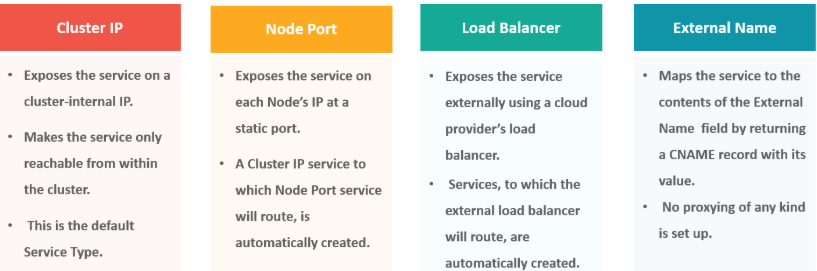 Cluster IP
• Exposes the service on a
cluster-internal IP.
• Makes the service only
reachable from within
the cluster.
• This is the default
Service Type.
Node Port
• Exposes the service on
each Node's IP at a
static port.
• A Cluster IP service to
which Node Port service
will route, is
automatically created.
Load Balancer
• Exposes the service
externally using a cloud
provider's load
balancer.
• Services, to which the
external load balancer
will route, are
automatically created.
External Name
• Maps the service to the
contents of the External
Name field by returning
a CNAME record with its
value.
• No proxying of any kind
is set up.